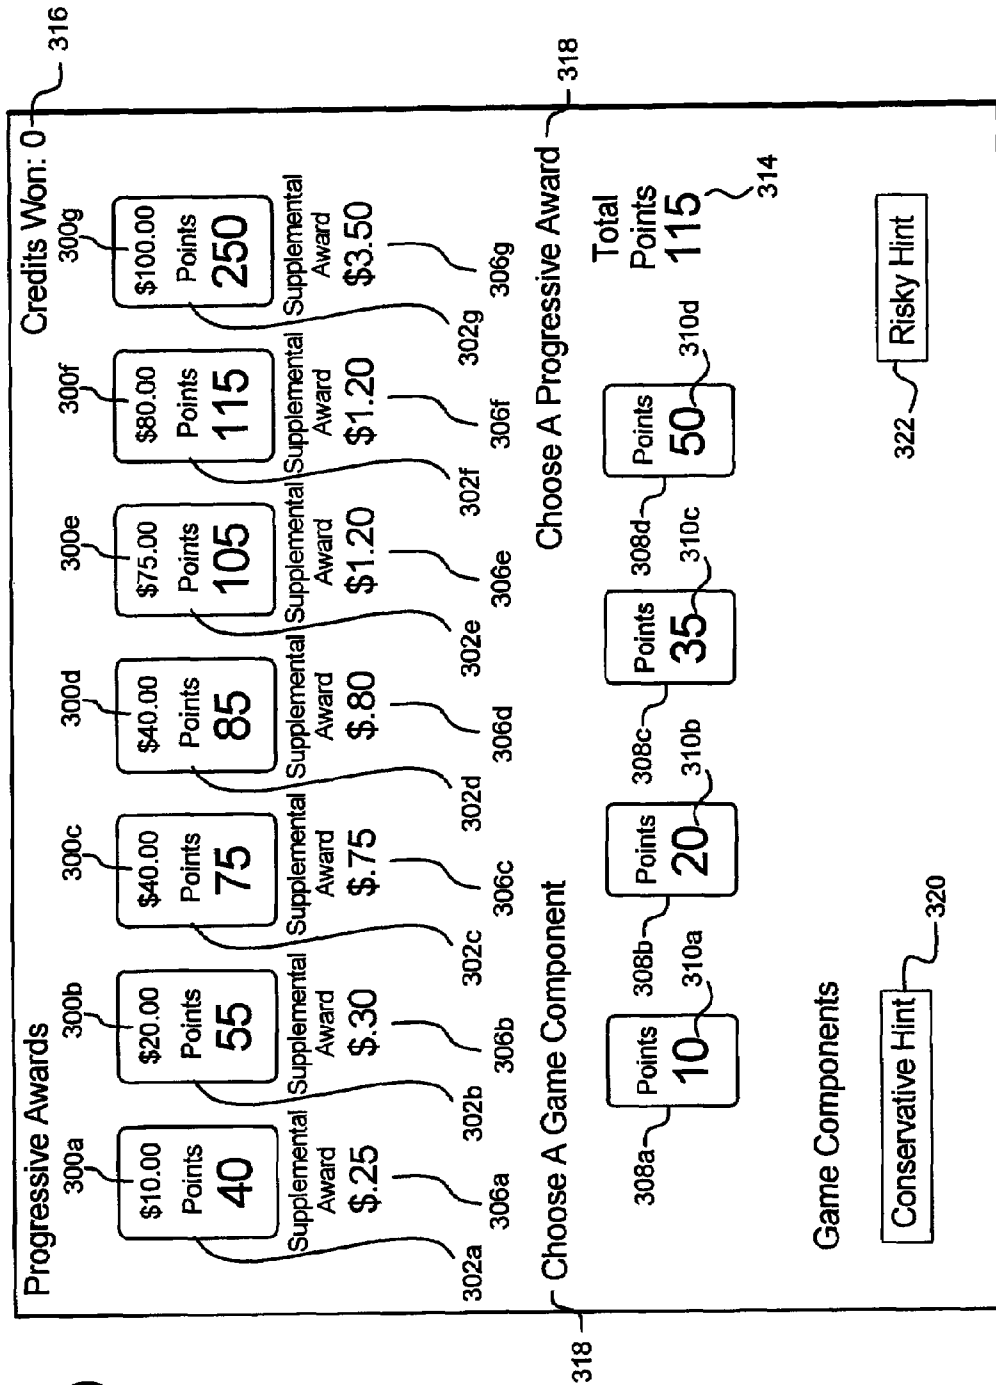 316
Progressive Awards
Credits Won: 0
300a
300b
300c
300d
300e
300f
300g
$10.00
Points
40
$20.00
Points
55
$40.00
Points
75
$40.00
Points
85
$75.00
Points
105
$80.00
Points
115
$100.00
Points
250
Supplemental
Award
$.25
Supplemental
Award
$.30
Supplemental
Award
$.75
Supplemental
Award
$.80
Supplemental
Award
$1.20
Supplemental
Award
$1.20
Supplemental
Award
$3.50
302a
306a
302b
306b
302c
306c
302d
306d
302e
306e
302f
306f
302g
306g
318
Choose A Game Component
Choose A Progressive Award
318
Points
10
Points
20
Points
35
Points
50
Total
Points
115
314
308a
310a
308b
310b
308c
310c
308d
310d
Game Components
Conservative Hint
320
322
Risky Hint